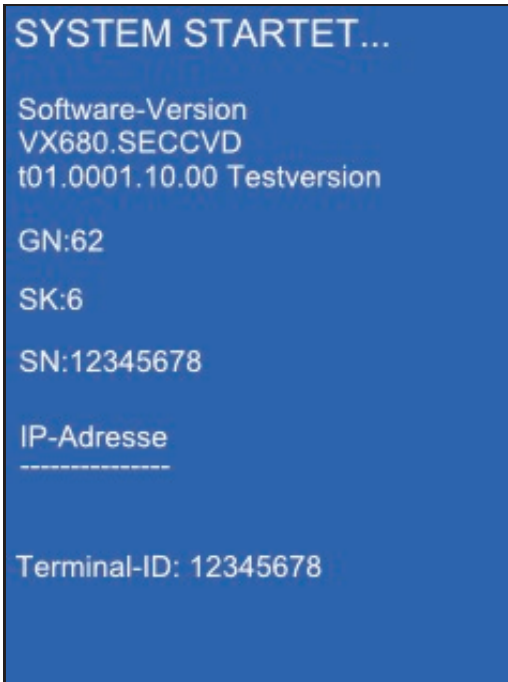 SYSTEM STARTET...
Software-Version
VX680.SECCVD
t01.0001.10.00 Testversion
GN:62
SK:6
SN:12345678
IP-Adresse
---------------
Terminal-ID: 12345678